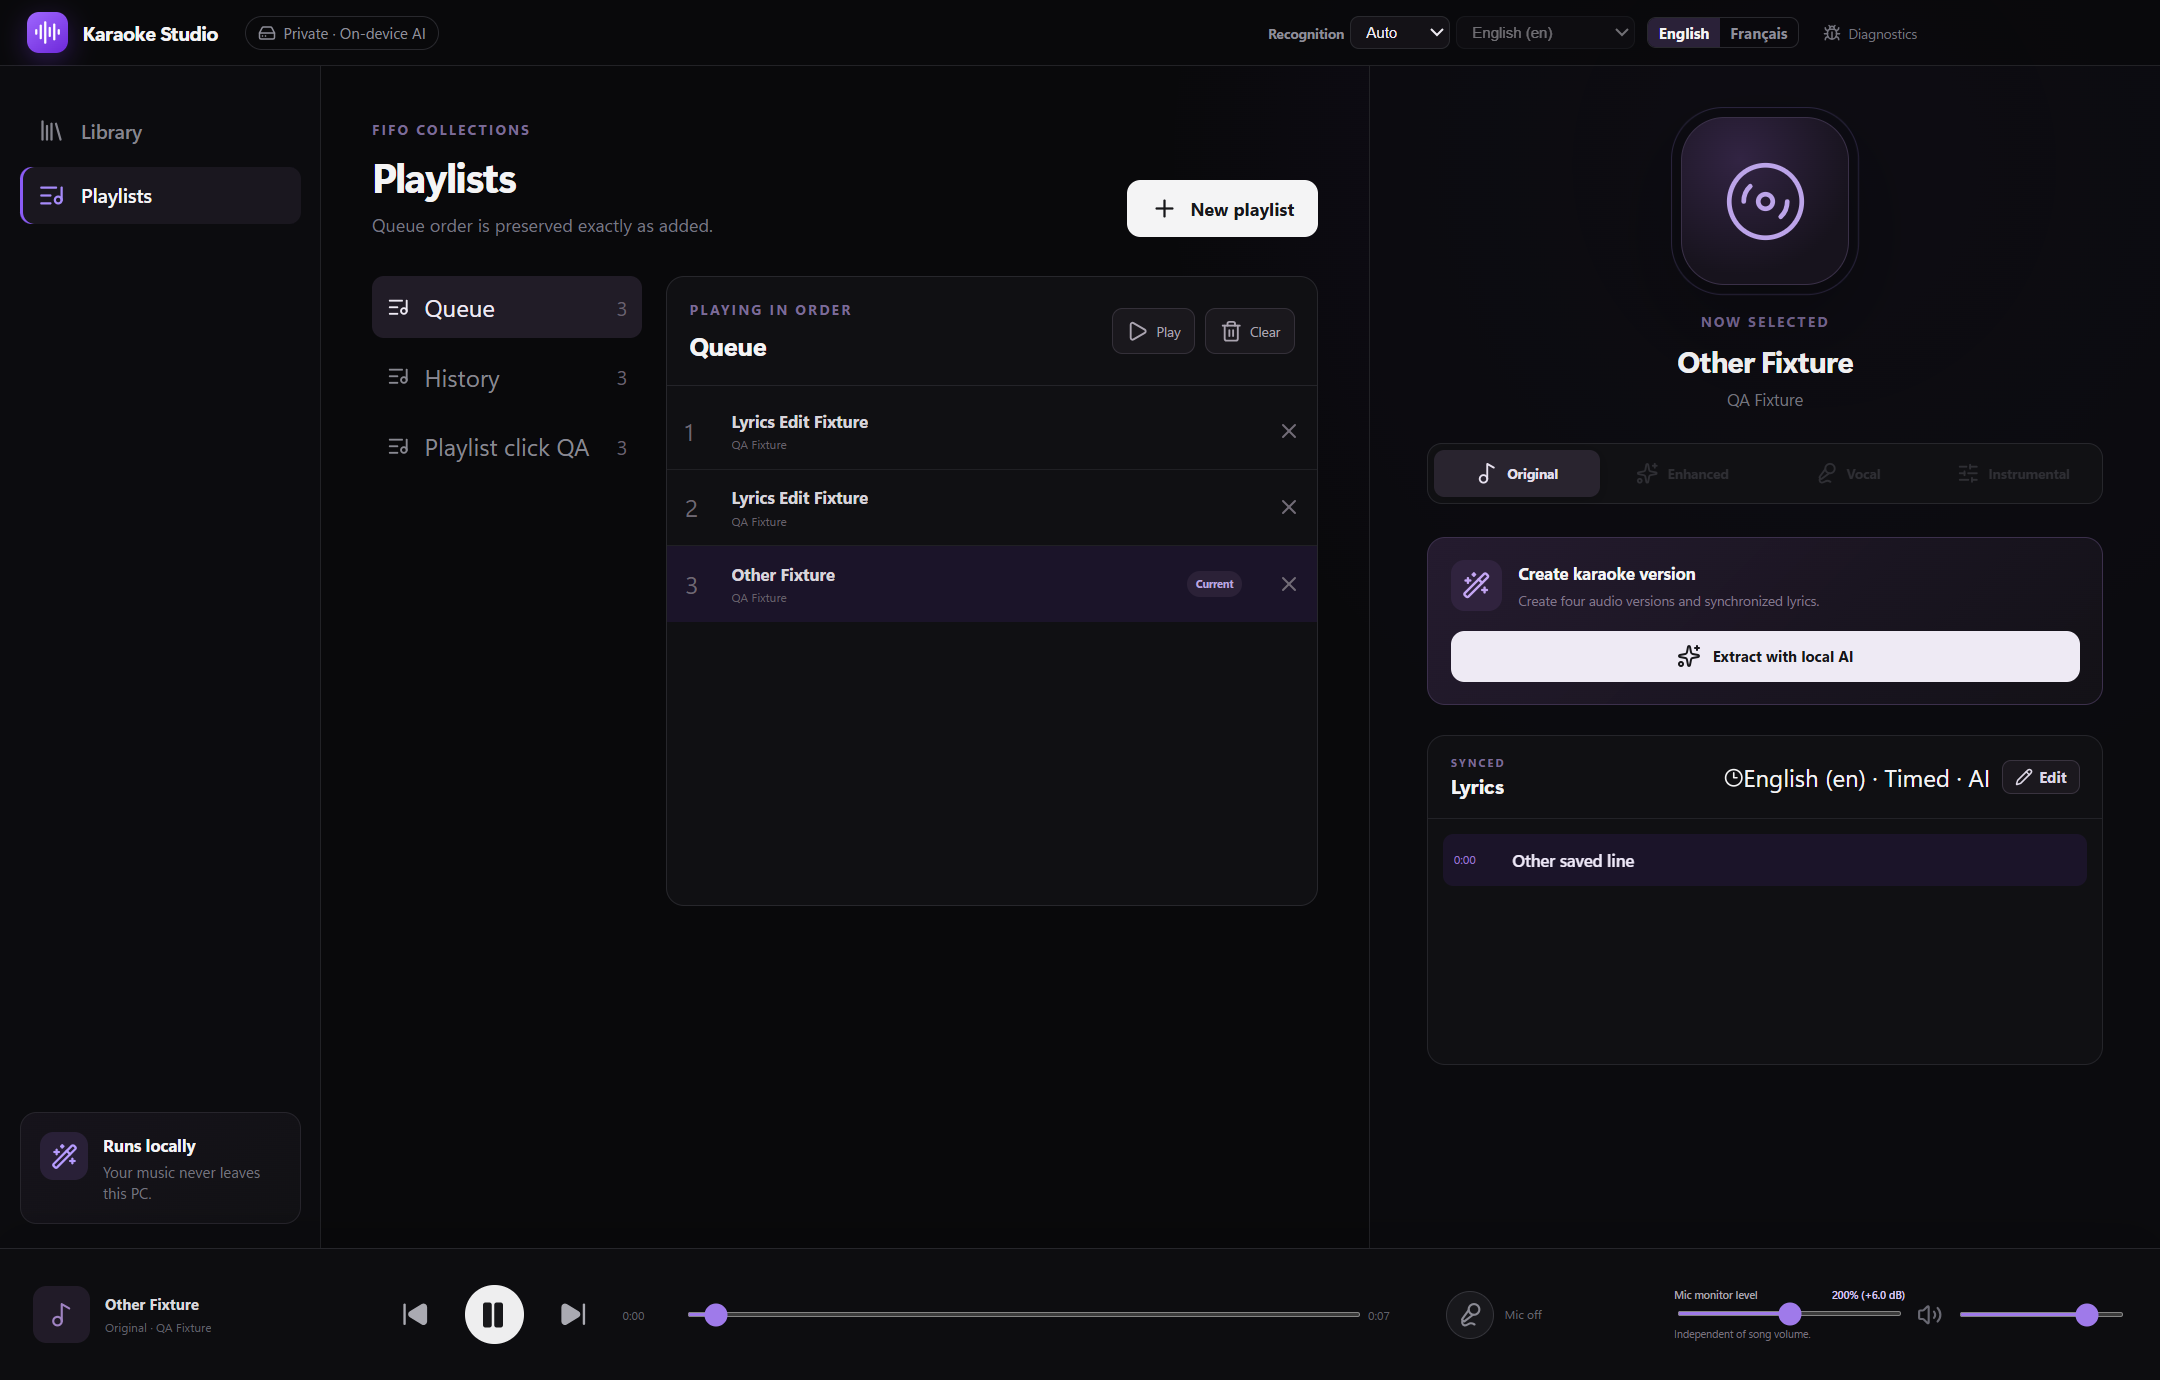 Karaoke Studio
Private · On-device AI
Recognition
Auto
English (en)
English
Français
Diagnostics
Library
Playlists
FIFO COLLECTIONS
Playlists
Queue order is preserved exactly as added.
New playlist
Queue 3
History 3
Playlist click QA 3
PLAYING IN ORDER
Queue
Play
Clear
1
Lyrics Edit Fixture
QA Fixture
2
Lyrics Edit Fixture
QA Fixture
3
Other Fixture
QA Fixture
Current
NOW SELECTED
Other Fixture
QA Fixture
Original
Enhanced
Vocal
Instrumental
Create karaoke version
Create four audio versions and synchronized lyrics.
Extract with local AI
SYNCED
Lyrics
English (en) · Timed · AI
Edit
0:00
Other saved line
Runs locally
Your music never leaves
this PC.
Other Fixture
Original · QA Fixture
0:00
0:07
Mic off
Mic monitor level
200% (+6.0 dB)
Independent of song volume.